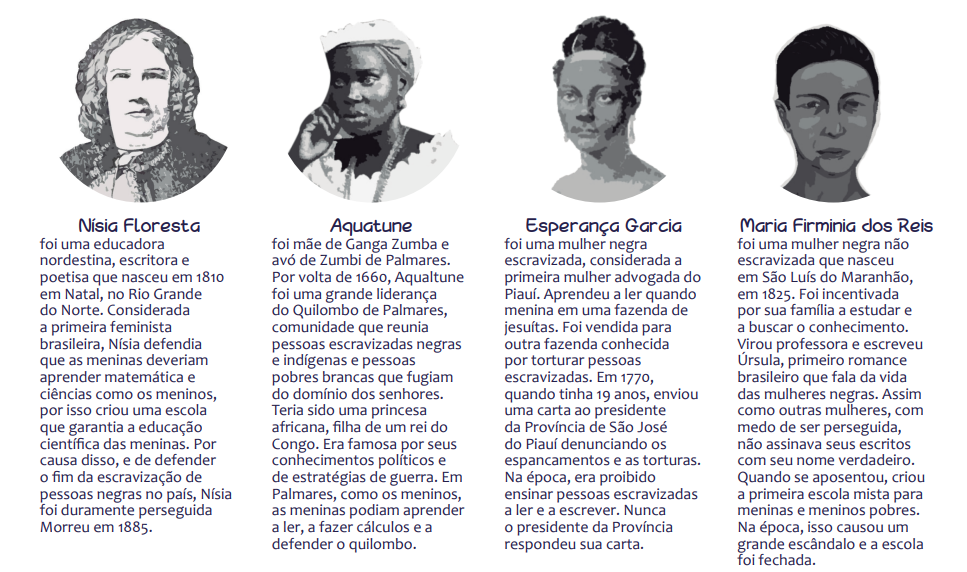 Nísia Floresta
foi uma educadora
nordestina, escritora e
poetisa que nasceu em 1810
em Natal, no Rio Grande
do Norte. Considerada
a primeira feminista
brasileira, Nísia defendia
que as meninas deveriam
aprender matemática e
ciências como os meninos,
por isso criou uma escola
que garantia a educação
científica das meninas. Por
causa disso, e de defender
o fim da escravização de
pessoas negras no país, Nísia
foi duramente perseguida
Morreu em 1885.
Aquatune
foi mãe de Ganga Zumba e
avó de Zumbi de Palmares.
Por volta de 1660, Aqualtune
foi uma grande liderança
do Quilombo de Palmares,
comunidade que reunia
pessoas escravizadas negras
e indígenas e pessoas
pobres brancas que fugiam
do domínio dos senhores.
Teria sido uma princesa
africana, filha de um rei do
Congo. Era famosa por seus
conhecimentos políticos e
de estratégias de guerra. Em
Palmares, como os meninos,
as meninas podiam aprender
a ler, a fazer cálculos e a
defender o quilombo.
Esperança Garcia
foi uma mulher negra
escravizada, considerada a
primeira mulher advogada do
Piauí. Aprendeu a ler quando
menina em uma fazenda de
jesuítas. Foi vendida para
outra fazenda conhecida
por torturar pessoas
escravizadas. Em 1770,
quando tinha 19 anos, enviou
uma carta ao presidente
da Província de São José
do Piauí denunciando os
espancamentos e as torturas.
Na época, era proibido
ensinar pessoas escravizadas
a ler e a escrever. Nunca
o presidente da Província
respondeu sua carta.
Maria Firminia dos Reis
foi uma mulher negra não
escravizada que nasceu
em São Luís do Maranhão,
em 1825. Foi incentivada
por sua família a estudar e
a buscar o conhecimento.
Virou professora e escreveu
Úrsula, primeiro romance
brasileiro que fala da vida
das mulheres negras. Assim
como outras mulheres, com
medo de ser perseguida,
não assinava seus escritos
com seu nome verdadeiro.
Quando se aposentou, criou
a primeira escola mista para
meninas e meninos pobres.
Na época, isso causou um
grande escândalo e a escola
foi fechada.